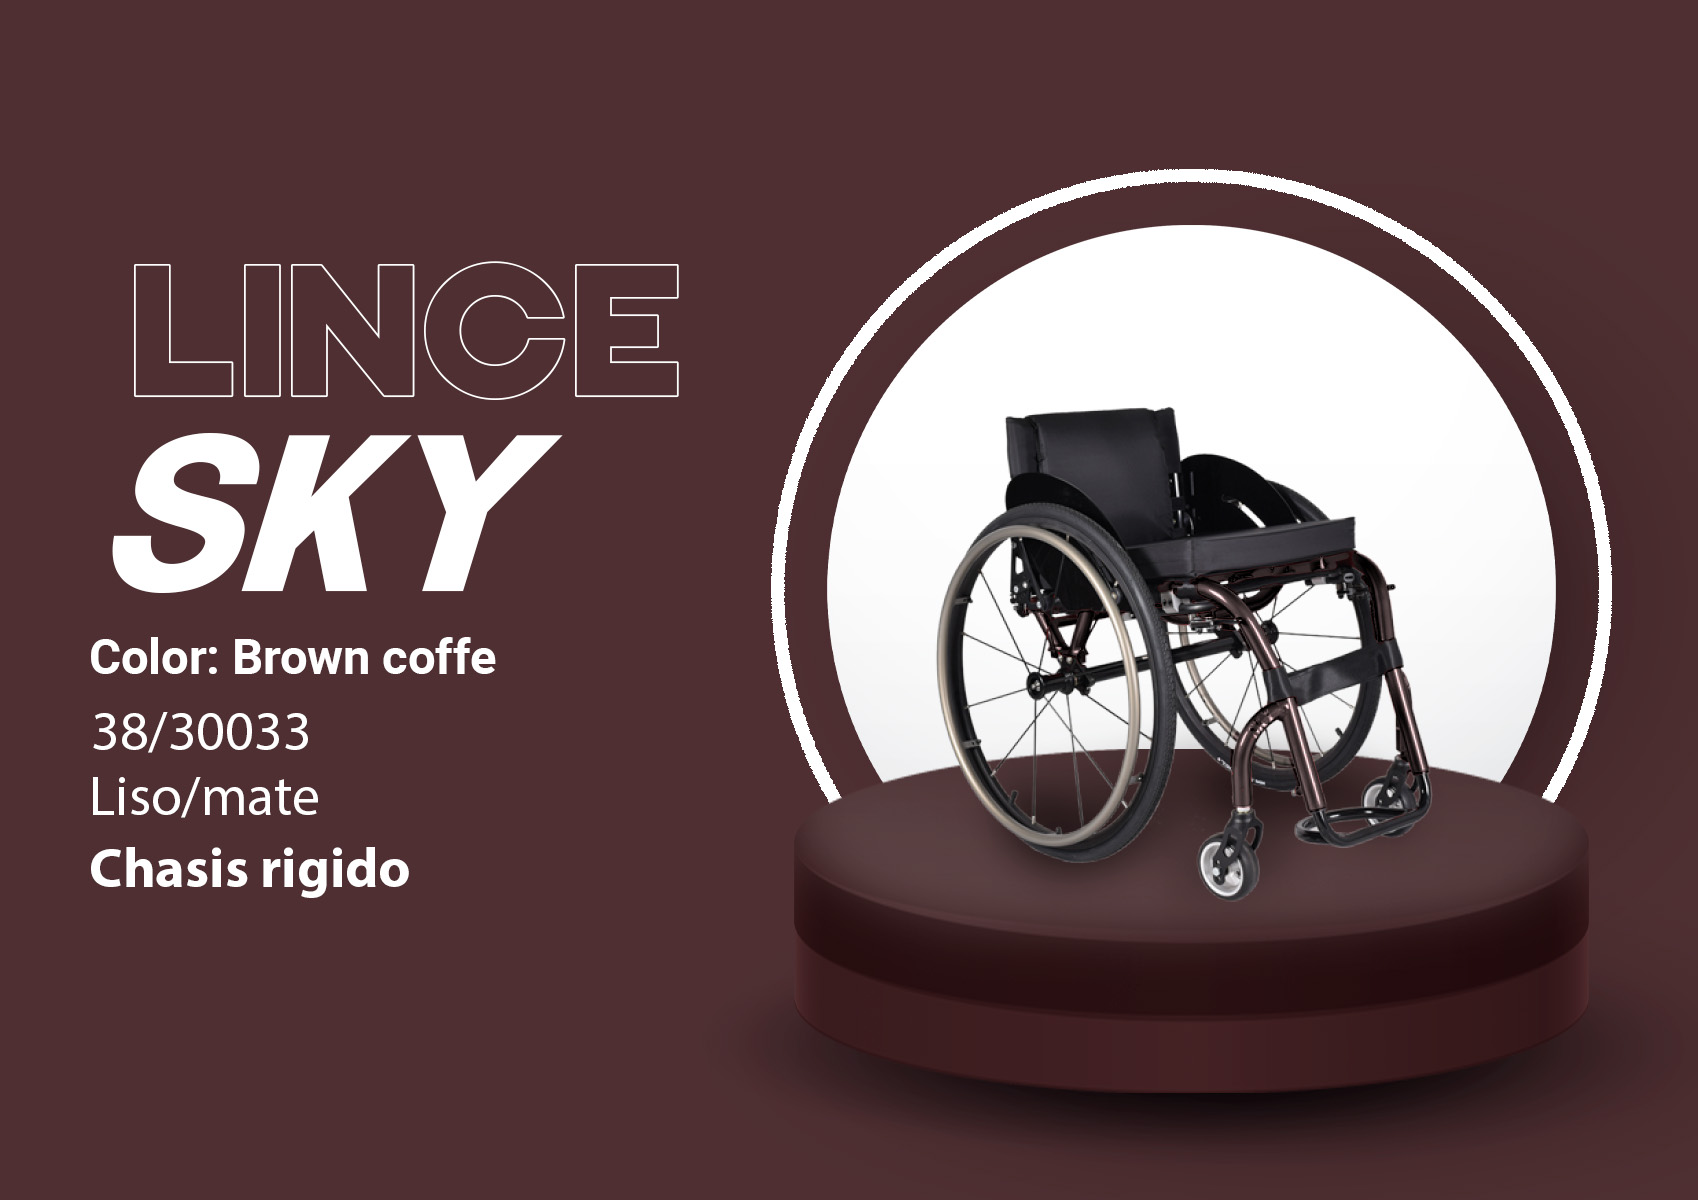 LINCE
SKY
Color: Brown coffe
38/30033
Liso/mate
Chasis rigido